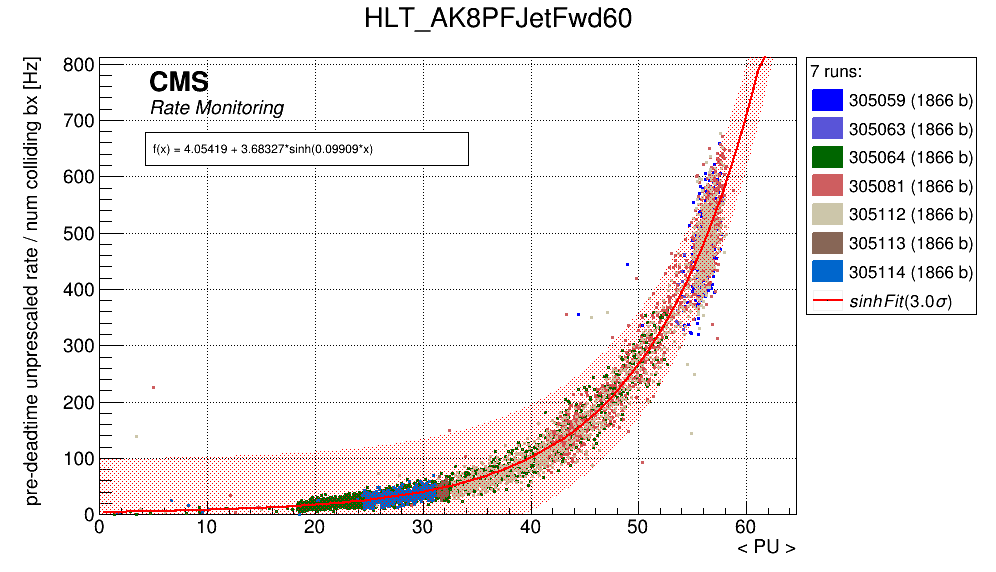 HLT_AK8PFJetFwd60
pre-deadtime unprescaled rate / num colliding bx [Hz]
CMS
Rate Monitoring
f(x) = 4.05419 + 3.68327*sinh(0.09909*x)
800
700
600
500
400
300
200
100
0
0 10 20 30 40 50 60
< PU >
7 runs:
305059 (1866 b)
305063 (1866 b)
305064 (1866 b)
305081 (1866 b)
305112 (1866 b)
305113 (1866 b)
305114 (1866 b)
sinhFit(3.0σ)